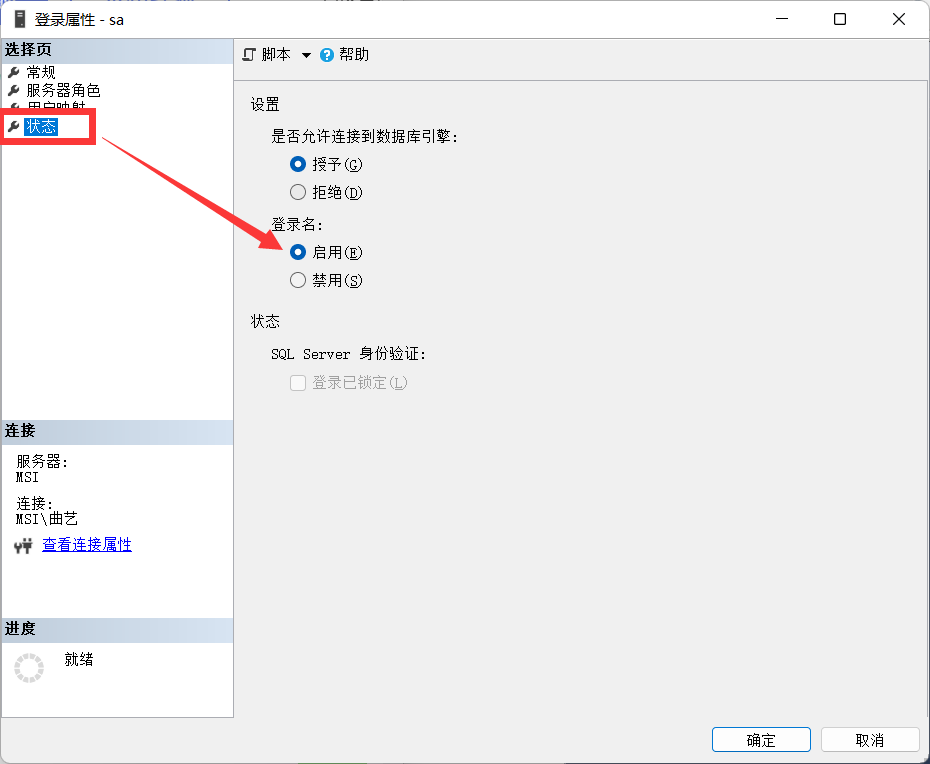 登录属性 - sa
选择页
常规
服务器角色
用户映射
状态
脚本 帮助
设置
是否允许连接到数据库引擎:
授予(G)
拒绝(D)
登录名:
启用(E)
禁用(S)
状态
SQL Server 身份验证:
登录已锁定(L)
连接
服务器:
MSI
连接:
MSI\曲艺
查看连接属性
进度
就绪
确定 取消